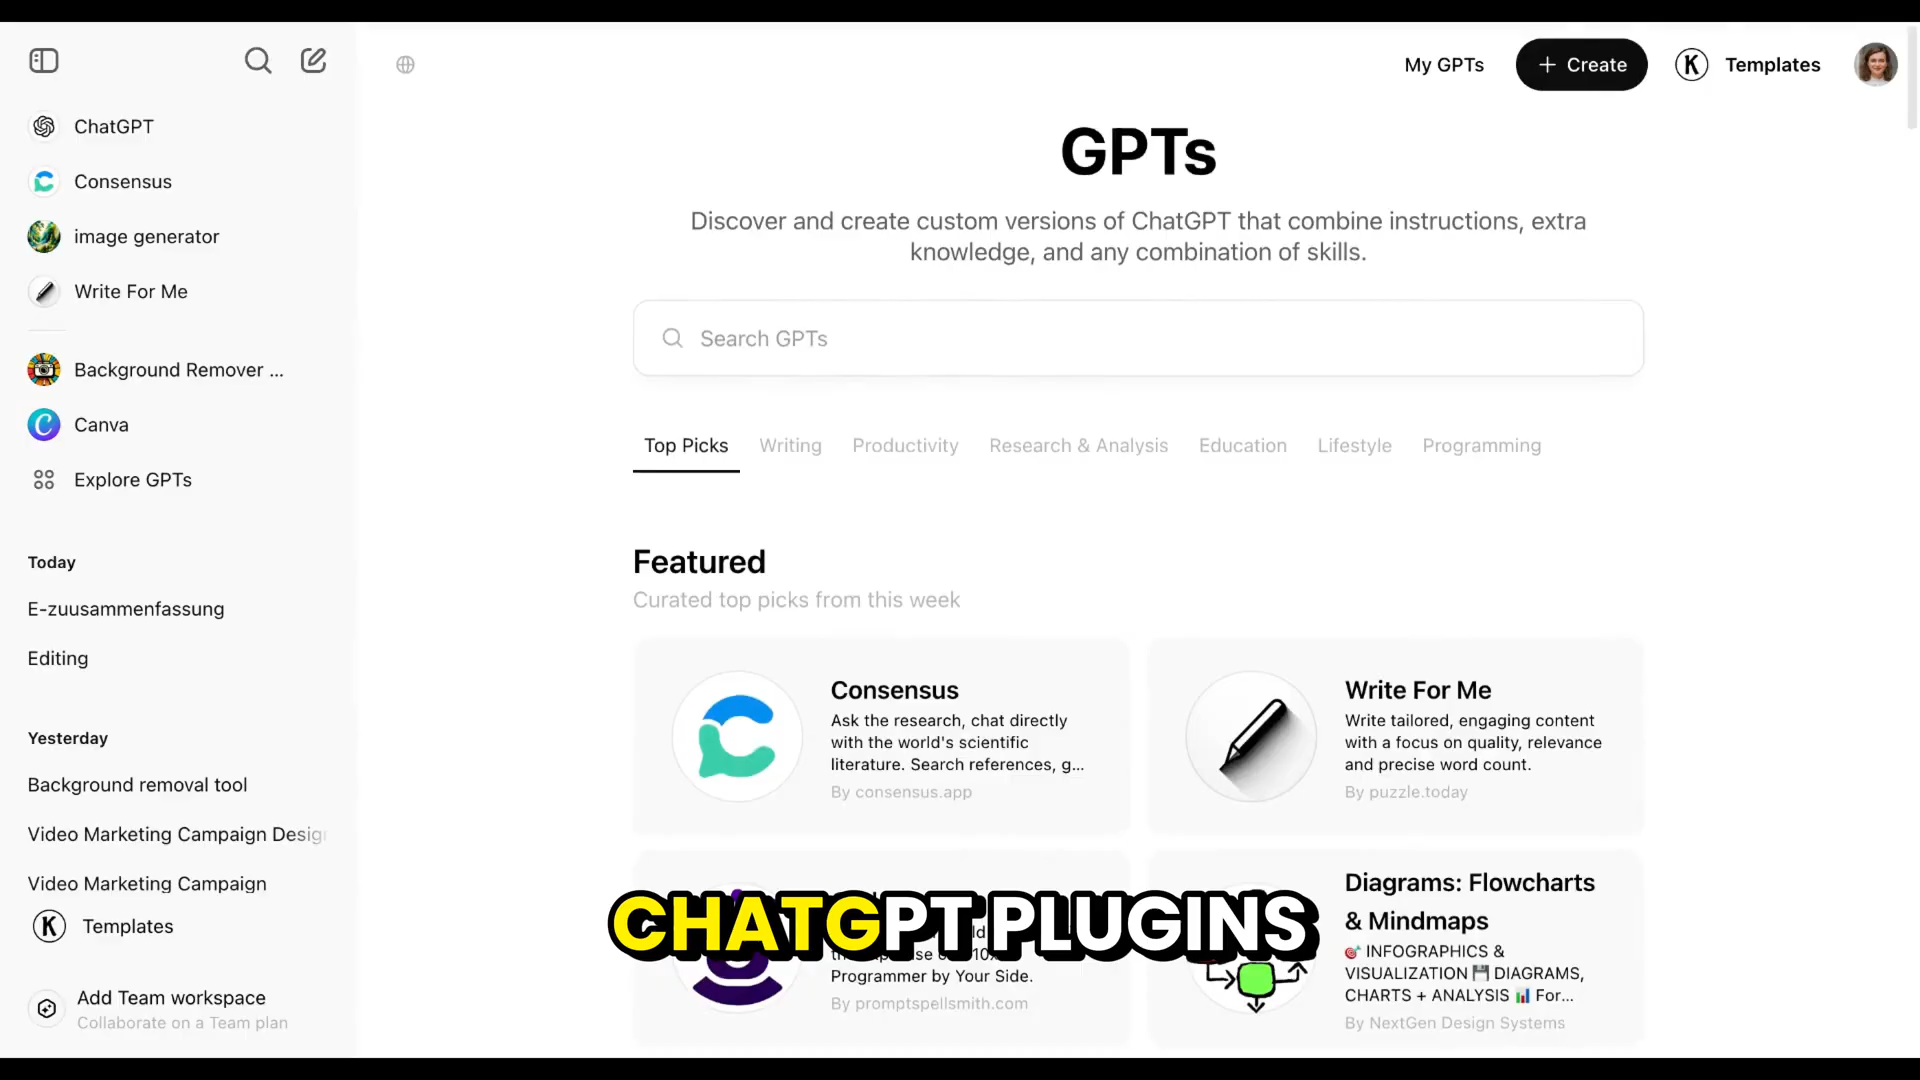 ChatGPT
Consensus
image generator
Write For Me
Background Remover ...
Canva
Explore GPTs
Today
E-zuusammenfassung
Editing
Yesterday
Background removal tool
Video Marketing Campaign Desig
Video Marketing Campaign
K Templates
Add Team workspace
Collaborate on a Team plan
My GPTs
+ Create
K Templates
GPTs
Discover and create custom versions of ChatGPT that combine instructions, extra
knowledge, and any combination of skills.
Search GPTs
Top Picks Writing Productivity Research & Analysis Education Lifestyle Programming
Featured
Curated top picks from this week
Consensus
Ask the research, chat directly
with the world's scientific
literature. Search references, g...
By consensus.app
Write For Me
Write tailored, engaging content
with a focus on quality, relevance
and precise word count.
By puzzle.today
Programmer by Your Side.
By promptspellsmith.com
Diagrams: Flowcharts
& Mindmaps
🎯 INFOGRAPHICS &
VISUALIZATION 💾 DIAGRAMS,
CHARTS + ANALYSIS 📊 For...
By NextGen Design Systems
CHATGPT PLUGINS